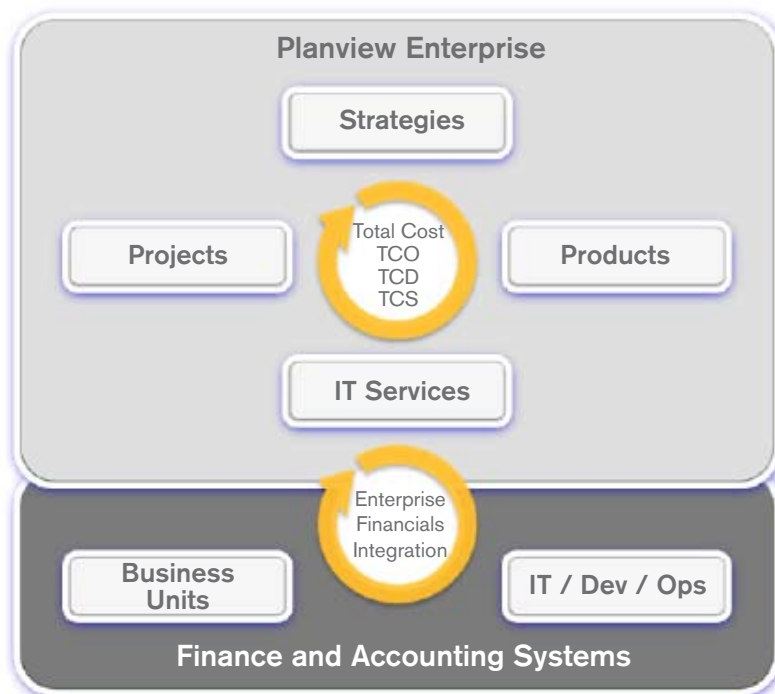 Planview Enterprise
Strategies
Projects
Total Cost
TCO
TCD
TCS
Products
IT Services
Enterprise
Financials
Integration
Business
Units
IT / Dev / Ops
Finance and Accounting Systems